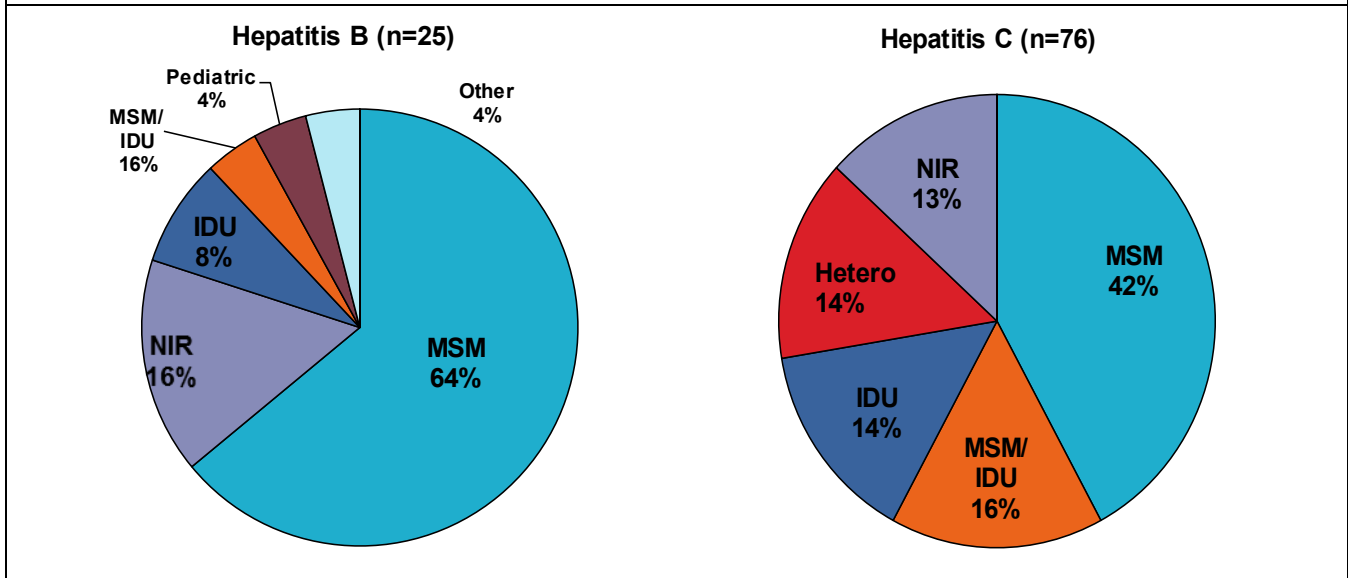 Hepatitis B (n=25)
Pediatric
4%
Other
4%
MSM/
IDU
16%
IDU
8%
NIR
16%
MSM
64%
Hepatitis C (n=76)
NIR
13%
MSM
42%
Hetero
14%
IDU
14%
MSM/
IDU
16%